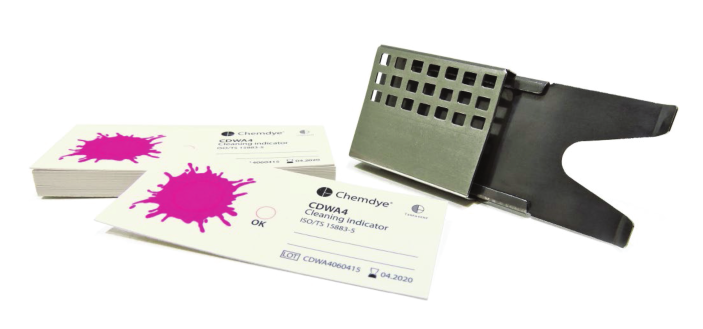 Chemdye®
CDWA4
Cleaning indicator
ISO/TS 15883-5
4060415 04.2020
Chemdye®
CDWA4
Cleaning indicator
ISO/TS 15883-5
OK
LOT CDWA4060415 04.2020